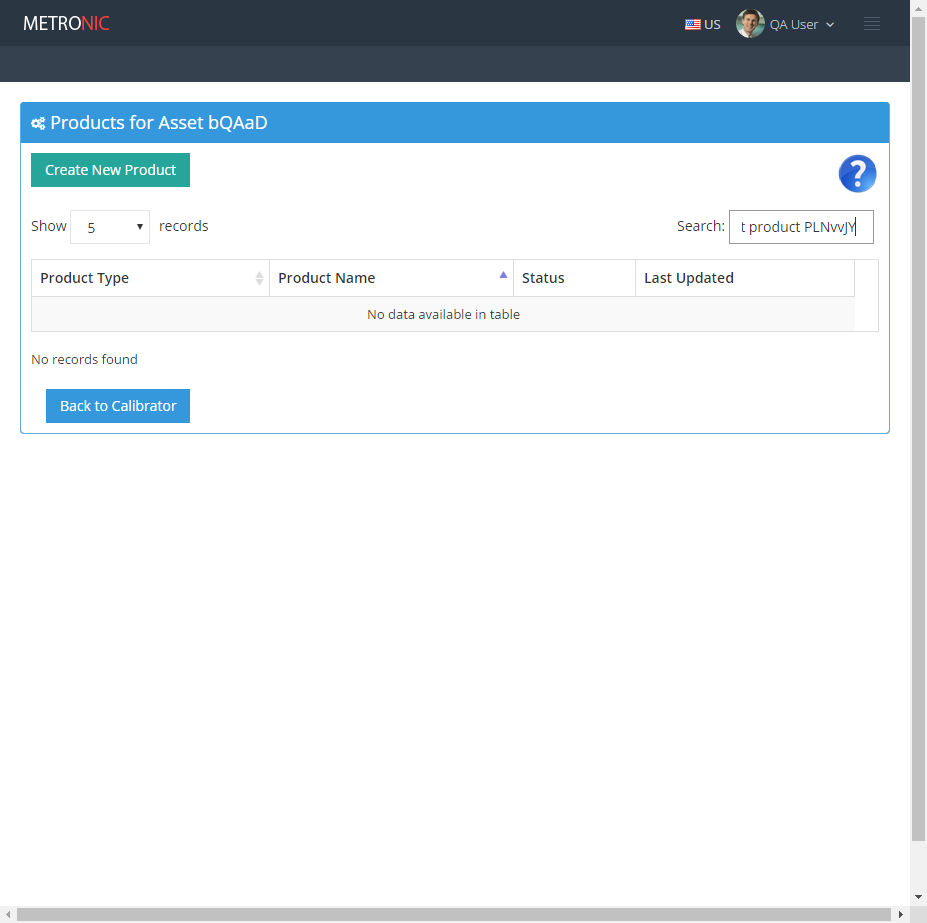 METRONIC
US
QA User
Products for Asset bQAaD
Create New Product
?
Show 5 records
Search: t product PLNvvJY
Product Type Product Name Status Last Updated
No data available in table
No records found
Back to Calibrator